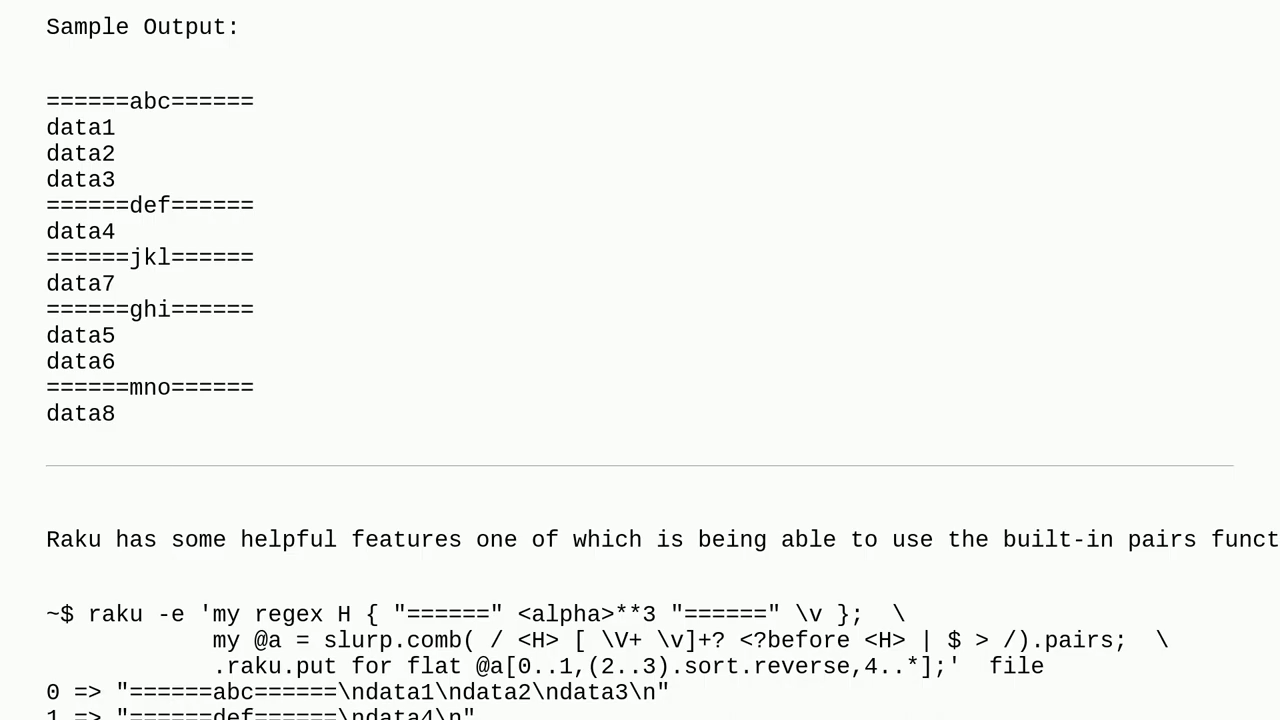 Sample Output:
======abc======
data1
data2
data3
======def======
data4
======jkl======
data7
======ghi======
data5
data6
======mno======
data8
Raku has some helpful features one of which is being able to use the built-in pairs funct
~$ raku -e 'my regex H { "======" <alpha>**3 "======" \v };  \
            my @a = slurp.comb( / <H> [ \V+ \v]+? <?before <H> | $ > /).pairs;  \
            .raku.put for flat @a[0..1,(2..3).sort.reverse,4..*];'  file
0 => "======abc======\ndata1\ndata2\ndata3\n"
1 => "======def======\ndata4\n"